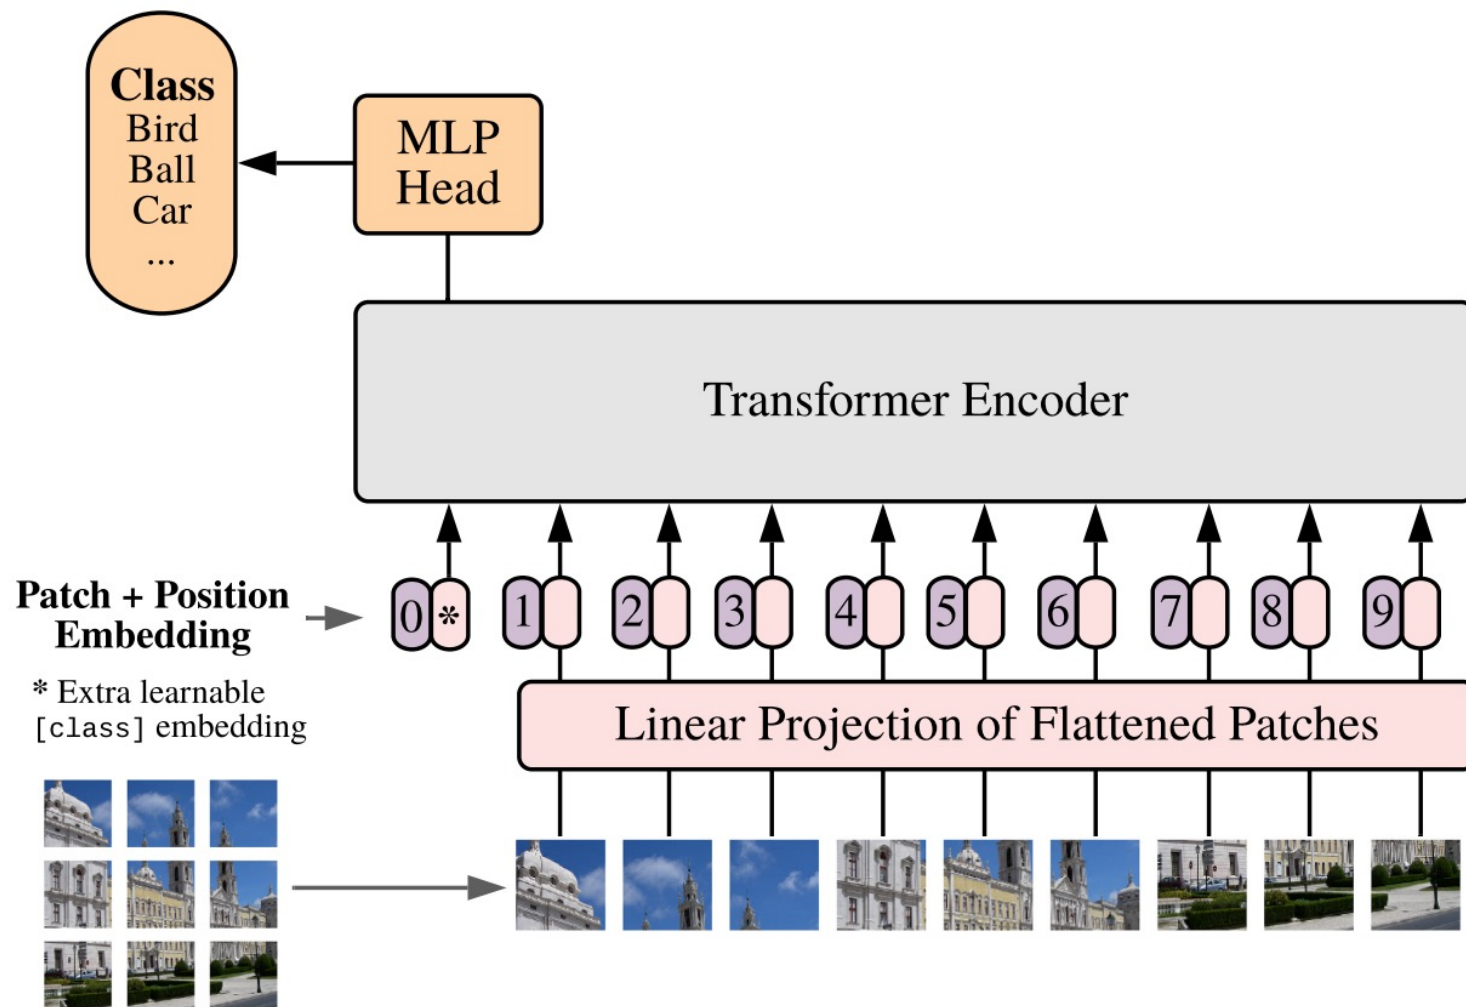 Class
Bird
Ball
Car
...
MLP
Head
Transformer Encoder
Patch + Position
Embedding
0 * 1 2 3 4 5 6 7 8 9
* Extra learnable
[class] embedding
Linear Projection of Flattened Patches